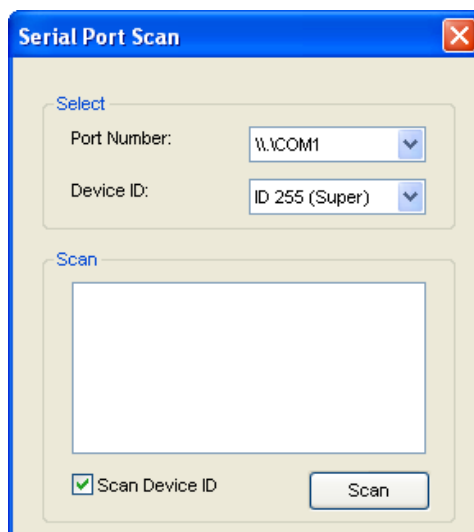 Serial Port Scan
Select
Port Number:
\\.\COM1
Device ID:
ID 255 (Super)
Scan
Scan Device ID
Scan